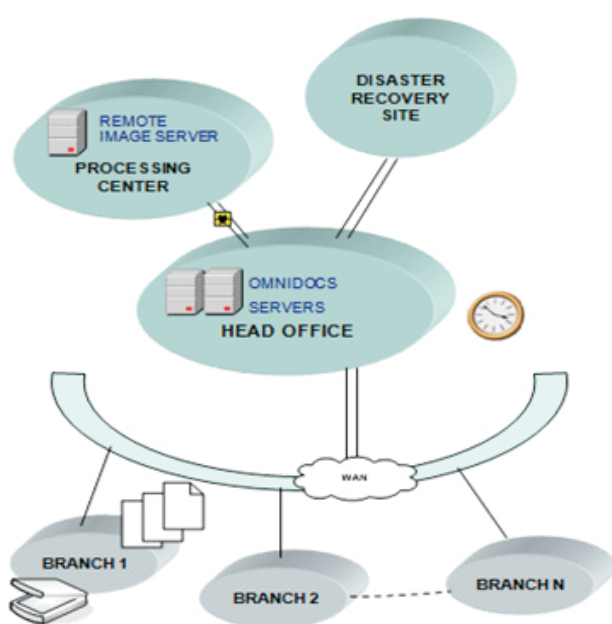 DISASTER
RECOVERY
SITE
REMOTE
IMAGE SERVER
PROCESSING
CENTER
OMNIDOCS
SERVERS
HEAD OFFICE
WAN
BRANCH 1
BRANCH 2
BRANCH N